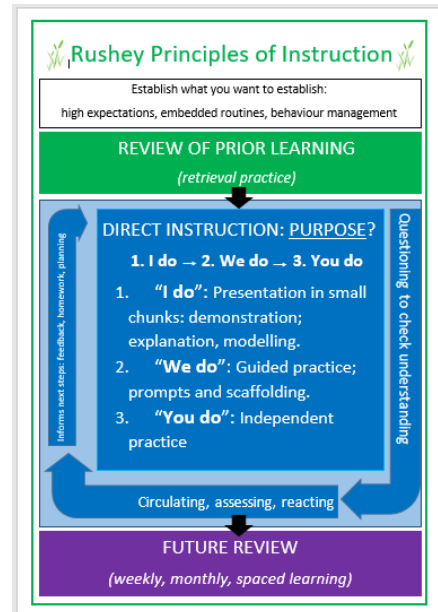 Rushey Principles of Instruction
Establish what you want to establish:
high expectations, embedded routines, behaviour management
REVIEW OF PRIOR LEARNING
(retrieval practice)
DIRECT INSTRUCTION: PURPOSE?
1. I do → 2. We do → 3. You do
1. “I do”: Presentation in small
chunks: demonstration;
explanation, modelling.
2. “We do”: Guided practice;
prompts and scaffolding.
3. “You do”: Independent
practice
Questioning to check understanding
Circulating, assessing, reacting
Informs next steps: feedback, homework, planning
FUTURE REVIEW
(weekly, monthly, spaced learning)